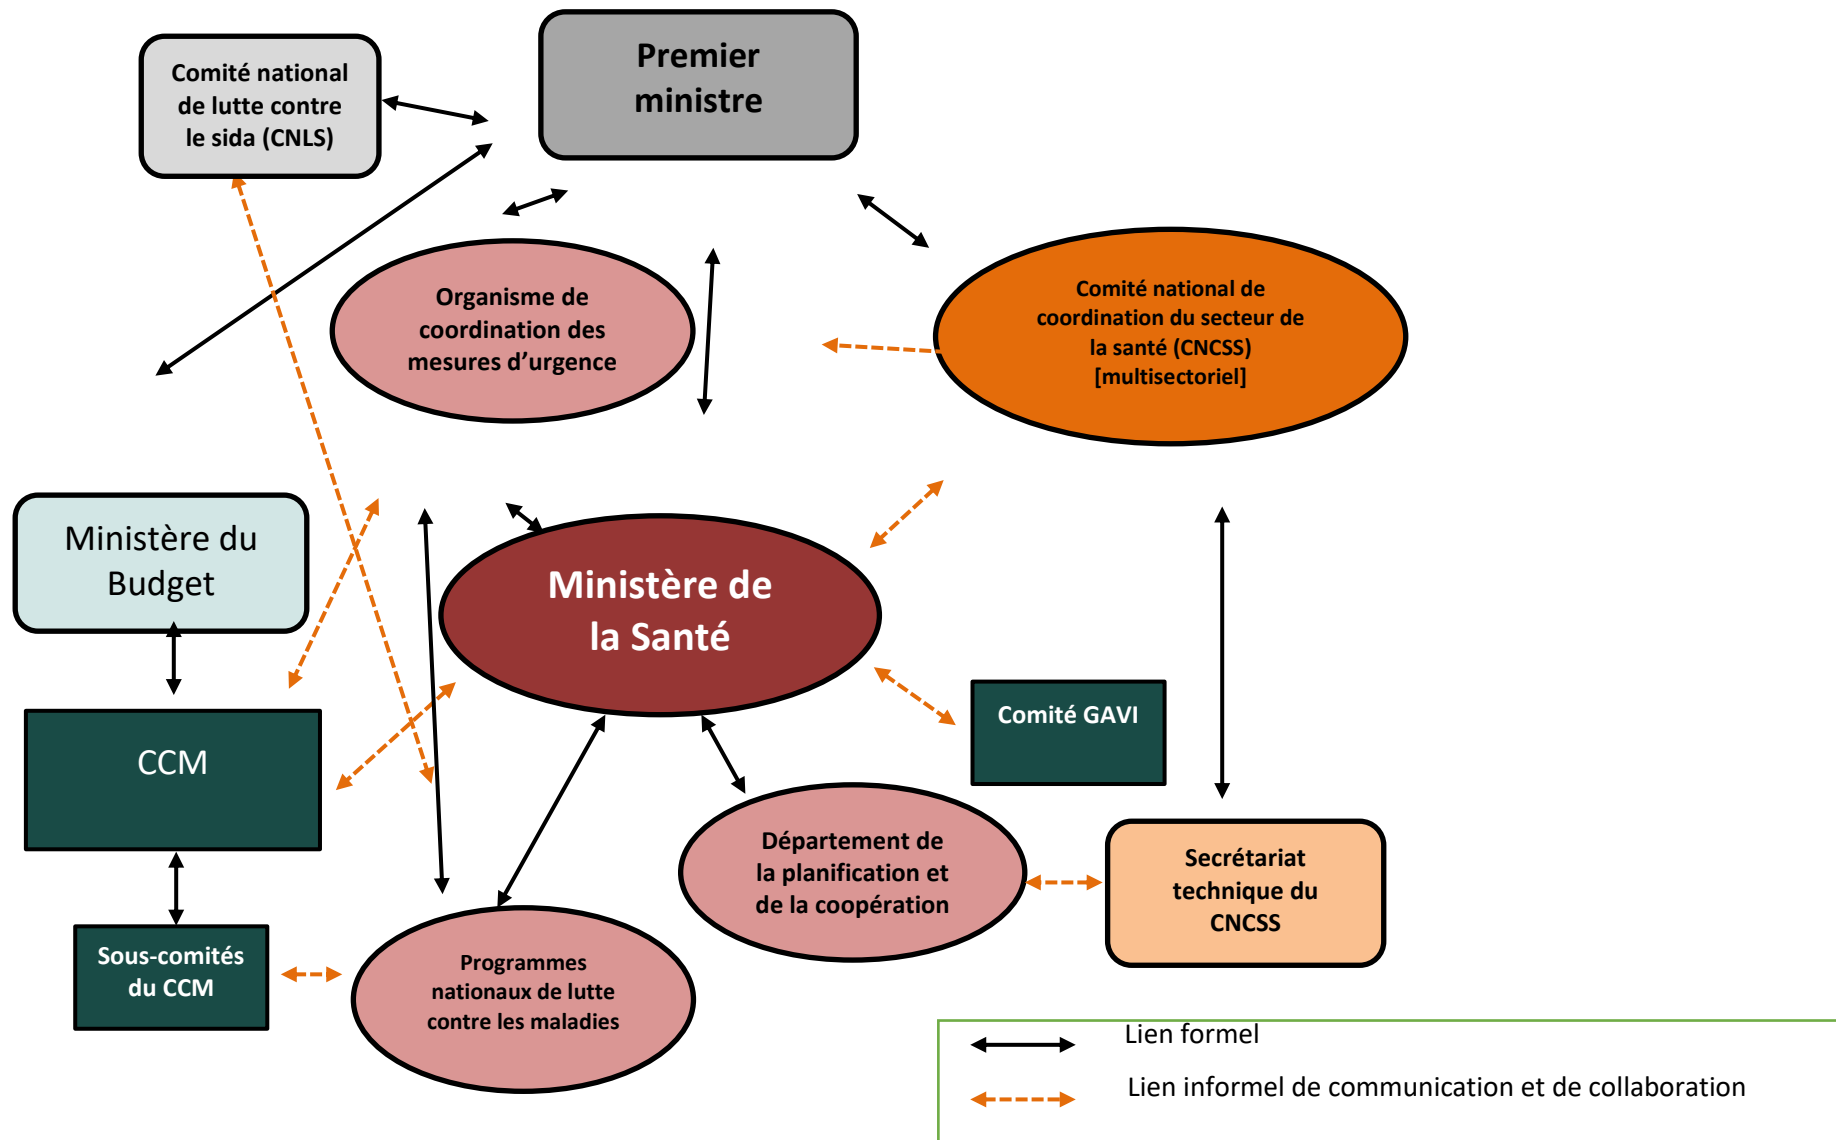 Premier
ministre
Comité national
de lutte contre
le sida (CNLS)
Organisme de
coordination des
mesures d’urgence
Comité national de
coordination du secteur de
la santé (CNCSS)
[multisectoriel]
Ministère du
Budget
Ministère de
la Santé
CCM
Comité GAVI
Département de
la planification et
de la coopération
Secrétariat
technique du
CNCSS
Sous-comités
du CCM
Programmes
nationaux de lutte
contre les maladies
Lien formel
Lien informel de communication et de collaboration